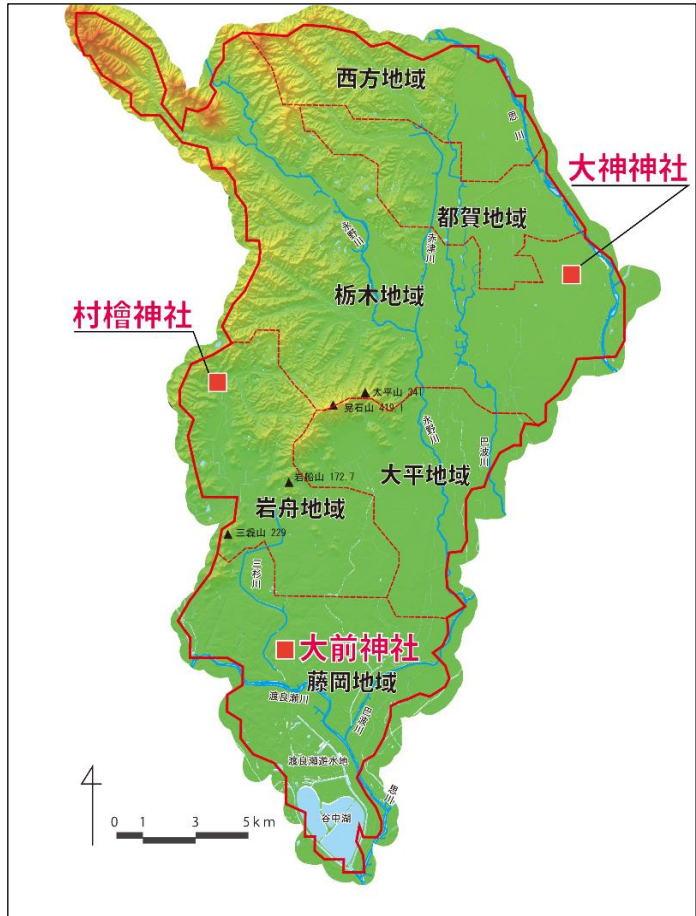 西方地域
思川
大神神社
都賀地域
永野川
赤津川
栃木地域
村檜神社
太平山 341
晃石山 419.1
永野川
巴波川
大平地域
岩船山 172.7
岩舟地域
三毳山 229
三杉川
大前神社
藤岡地域
渡良瀬川
巴波川
渡良瀬遊水地
思川
谷中湖
0 1 3 5km